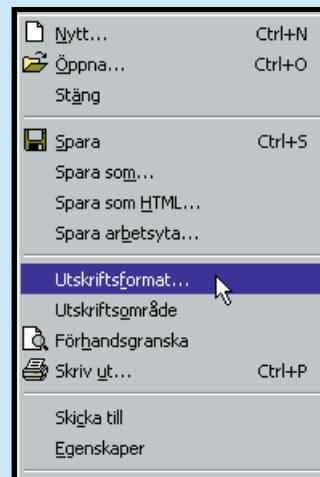 Nytt... Ctrl+N
Öppna... Ctrl+O
Stäng
Spara Ctrl+S
Spara som...
Spara som HTML...
Spara arbetsyta...
Utskriftsformat...
Utskriftsområde
Förhandsgranska
Skriv ut... Ctrl+P
Skicka till
Egenskaper